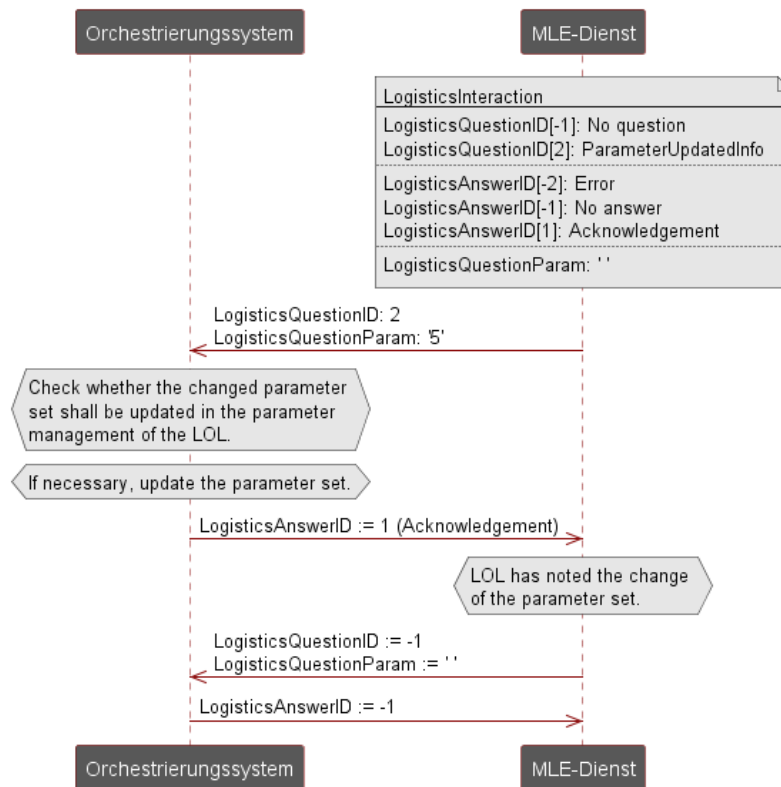 Orchestrierungssystem
MLE-Dienst
LogisticsInteraction
LogisticsQuestionID[-1]: No question
LogisticsQuestionID[2]: ParameterUpdatedInfo
LogisticsAnswerID[-2]: Error
LogisticsAnswerID[-1]: No answer
LogisticsAnswerID[1]: Acknowledgement
LogisticsQuestionParam: ' '
LogisticsQuestionID: 2
LogisticsQuestionParam: '5'
Check whether the changed parameter
set shall be updated in the parameter
management of the LOL.
If necessary, update the parameter set.
LogisticsAnswerID := 1 (Acknowledgement)
LOL has noted the change
of the parameter set.
LogisticsQuestionID := -1
LogisticsQuestionParam := ' '
LogisticsAnswerID := -1
Orchestrierungssystem
MLE-Dienst